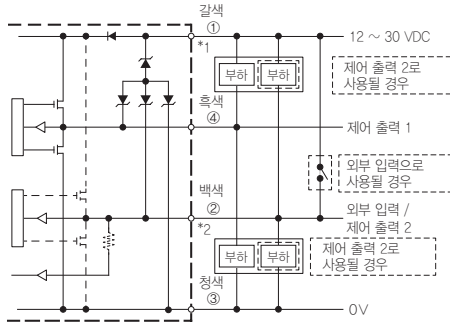 갈색
①
*1
12 ~ 30 VDC
부하
부하
제어 출력 2로
사용될 경우
흑색
④
제어 출력 1
외부 입력으로
사용될 경우
백색
②
*2
외부 입력 /
제어 출력 2
부하
부하
제어 출력 2로
사용될 경우
청색
③
0V